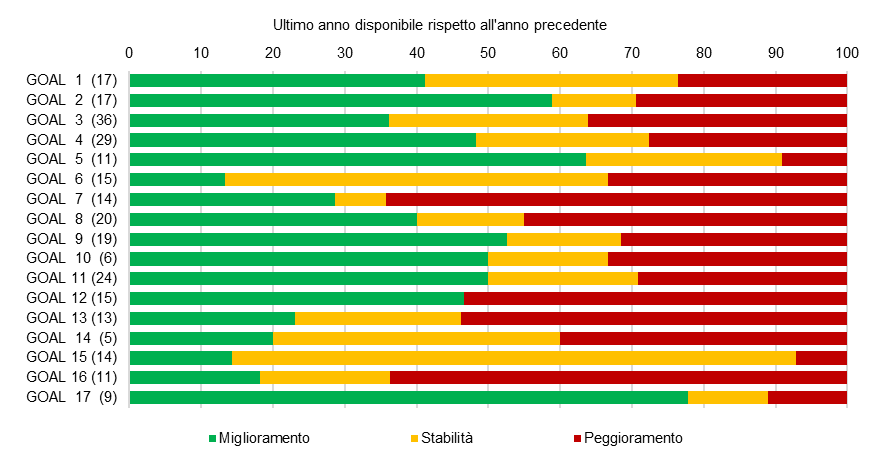 Ultimo anno disponibile rispetto all'anno precedente
0 10 20 30 40 50 60 70 80 90 100
GOAL 1 (17)
GOAL 2 (17)
GOAL 3 (36)
GOAL 4 (29)
GOAL 5 (11)
GOAL 6 (15)
GOAL 7 (14)
GOAL 8 (20)
GOAL 9 (19)
GOAL 10 (6)
GOAL 11 (24)
GOAL 12 (15)
GOAL 13 (13)
GOAL 14 (5)
GOAL 15 (14)
GOAL 16 (11)
GOAL 17 (9)
Miglioramento Stabilità Peggioramento